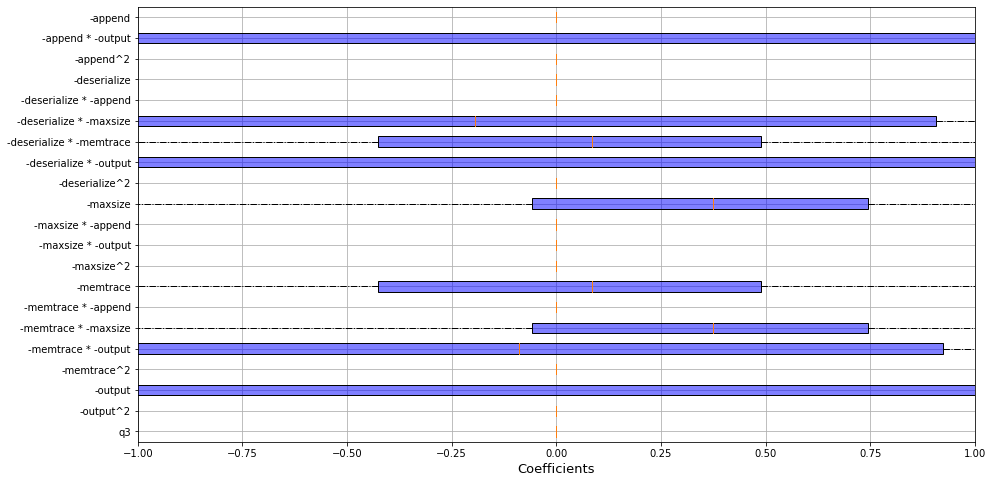 -append
-append * -output
-append^2
-deserialize
-deserialize * -append
-deserialize * -maxsize
-deserialize * -memtrace
-deserialize * -output
-deserialize^2
-maxsize
-maxsize * -append
-maxsize * -output
-maxsize^2
-memtrace
-memtrace * -append
-memtrace * -maxsize
-memtrace * -output
-memtrace^2
-output
-output^2
q3
−1.00 −0.75 −0.50 −0.25 0.00 0.25 0.50 0.75 1.00
Coefficients